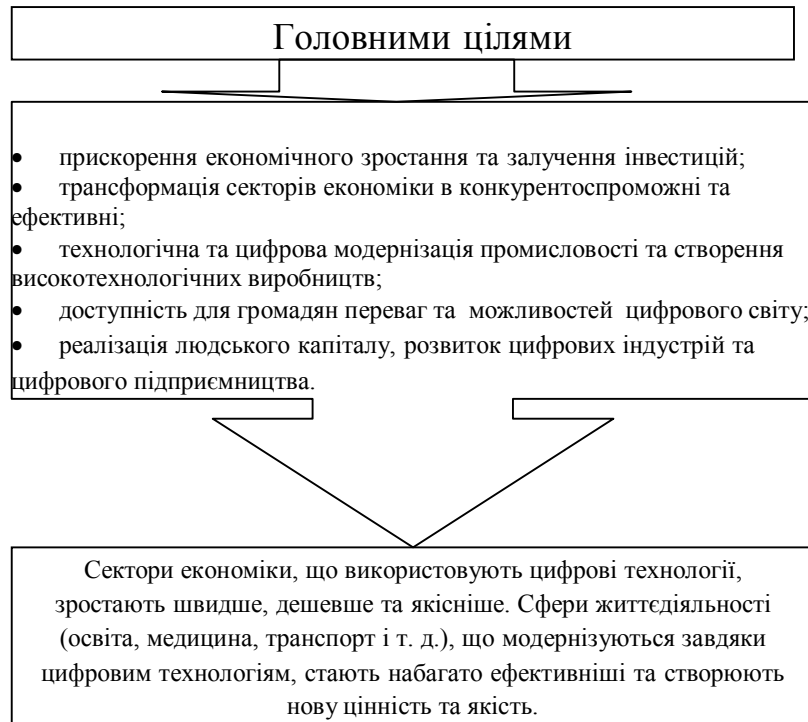 Головними цілями
• прискорення економічного зростання та залучення інвестицій;
• трансформація секторів економіки в конкурентоспроможні та
ефективні;
• технологічна та цифрова модернізація промисловості та створення
високотехнологічних виробництв;
• доступність для громадян переваг та можливостей цифрового світу;
• реалізація людського капіталу, розвиток цифрових індустрій та
цифрового підприємництва.
Сектори економіки, що використовують цифрові технології,
зростають швидше, дешевше та якісніше. Сфери життєдіяльності
(освіта, медицина, транспорт і т. д.), що модернізуються завдяки
цифровим технологіям, стають набагато ефективніші та створюють
нову цінність та якість.